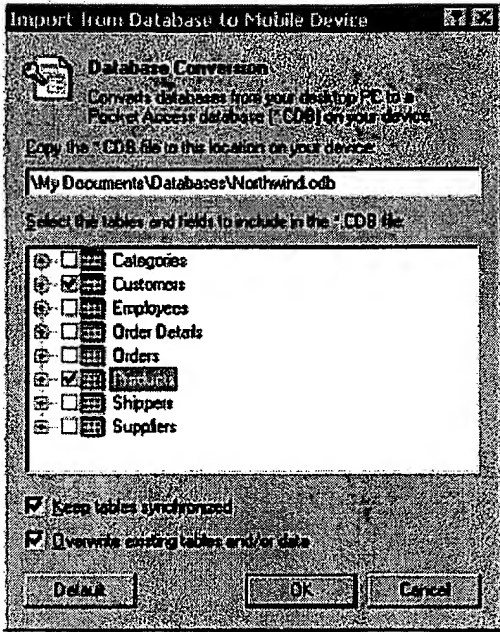 Import from Database to Mobile Device
Database Conversion
Converts databases from your desktop PC to a
Pocket Access database (*.CDB) on your device.
Copy the *.CDB file to this location on your device:
\My Documents\Databases\Northwind.cdb
Select the tables and fields to include in the *.CDB file:
Categories
Customers
Employees
Order Details
Orders
Products
Shippers
Suppliers
Keep tables synchronized
Overwrite existing tables and/or data
Default
OK
Cancel